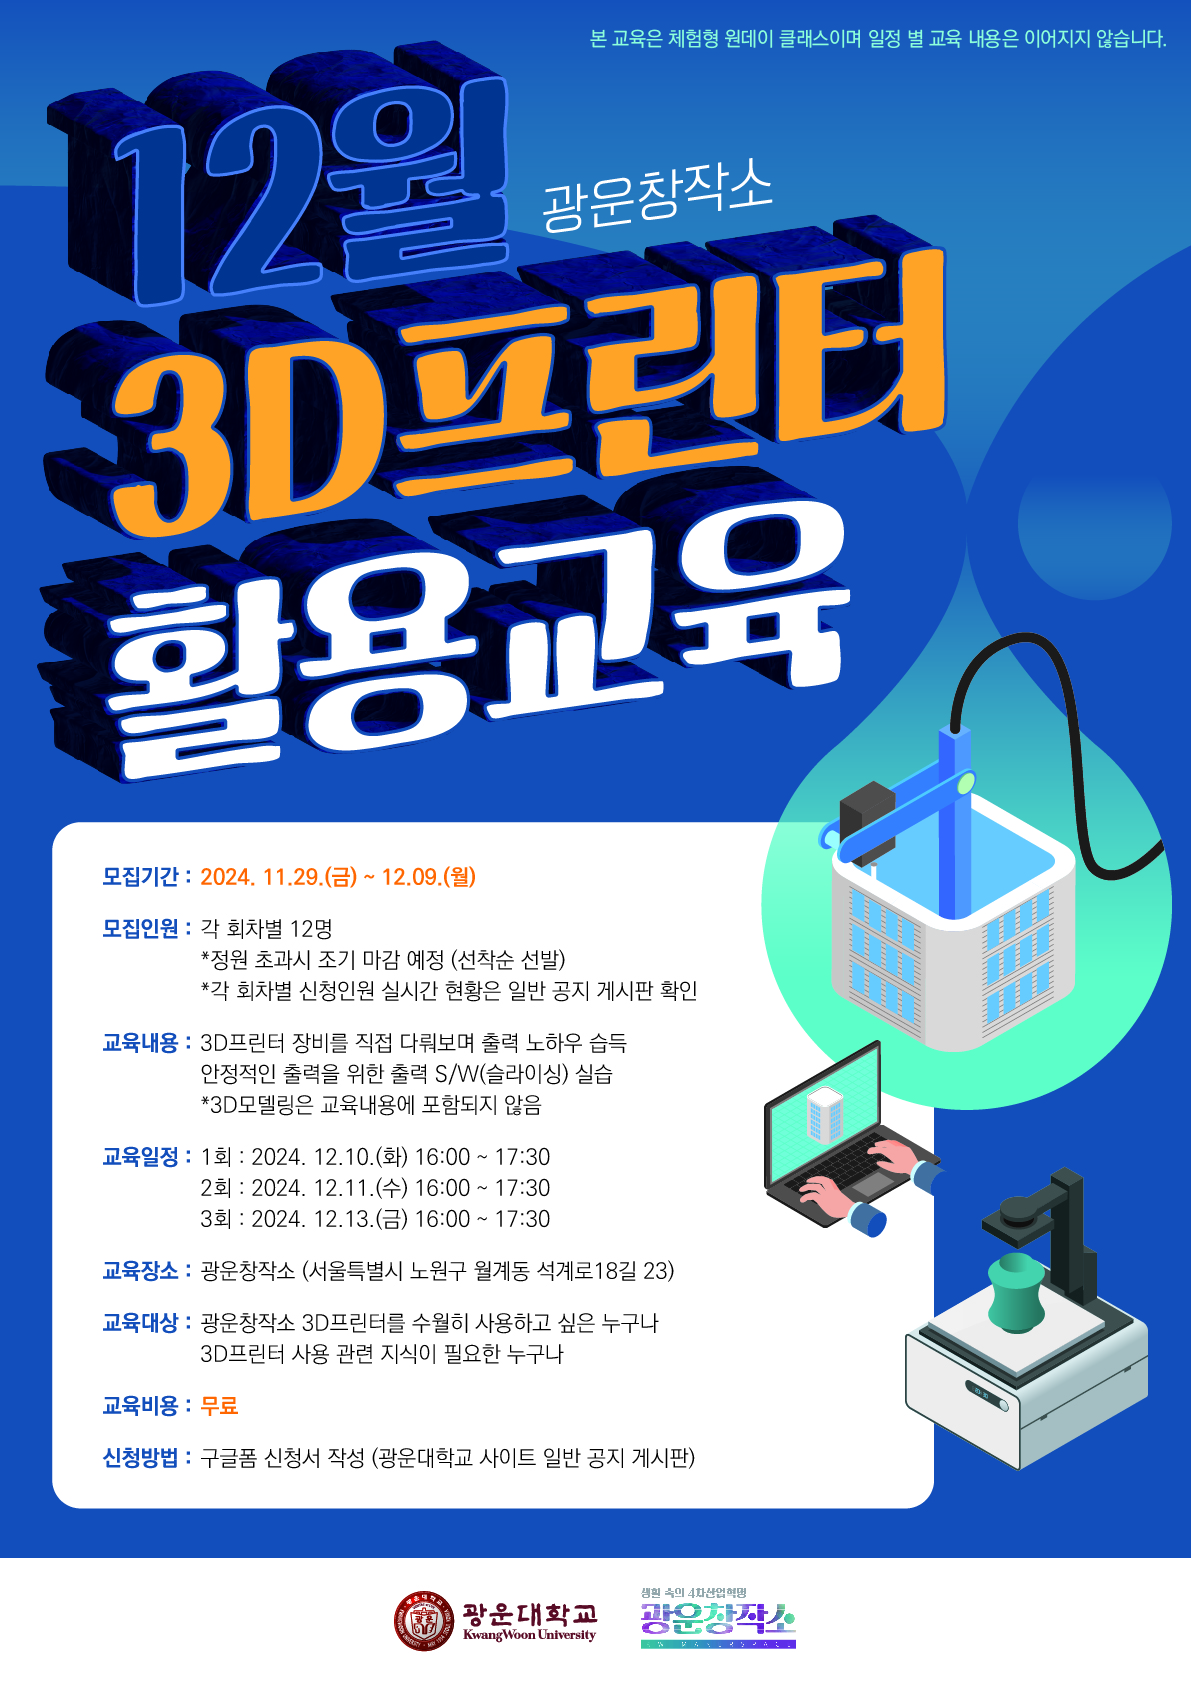 본 교육은 체험형 원데이 클래스이며 일정 별 교육 내용은 이어지지 않습니다.
12월
광운창작소
3D프린터
활용교육
모집기간 : 2024. 11.29.(금) ~ 12.09.(월)
모집인원 : 각 회차별 12명
*정원 초과시 조기 마감 예정 (선착순 선발)
*각 회차별 신청인원 실시간 현황은 일반 공지 게시판 확인
교육내용 : 3D프린터 장비를 직접 다뤄보며 출력 노하우 습득
안정적인 출력을 위한 출력 S/W(슬라이싱) 실습
*3D모델링은 교육내용에 포함되지 않음
교육일정 : 1회 : 2024. 12.10.(화) 16:00 ~ 17:30
2회 : 2024. 12.11.(수) 16:00 ~ 17:30
3회 : 2024. 12.13.(금) 16:00 ~ 17:30
교육장소 : 광운창작소 (서울특별시 노원구 월계동 석계로18길 23)
교육대상 : 광운창작소 3D프린터를 수월히 사용하고 싶은 누구나
3D프린터 사용 관련 지식이 필요한 누구나
교육비용 : 무료
신청방법 : 구글폼 신청서 작성 (광운대학교 사이트 일반 공지 게시판)
광운대학교
KwangWoon University
생활 속의 4차산업혁명
광운창작소